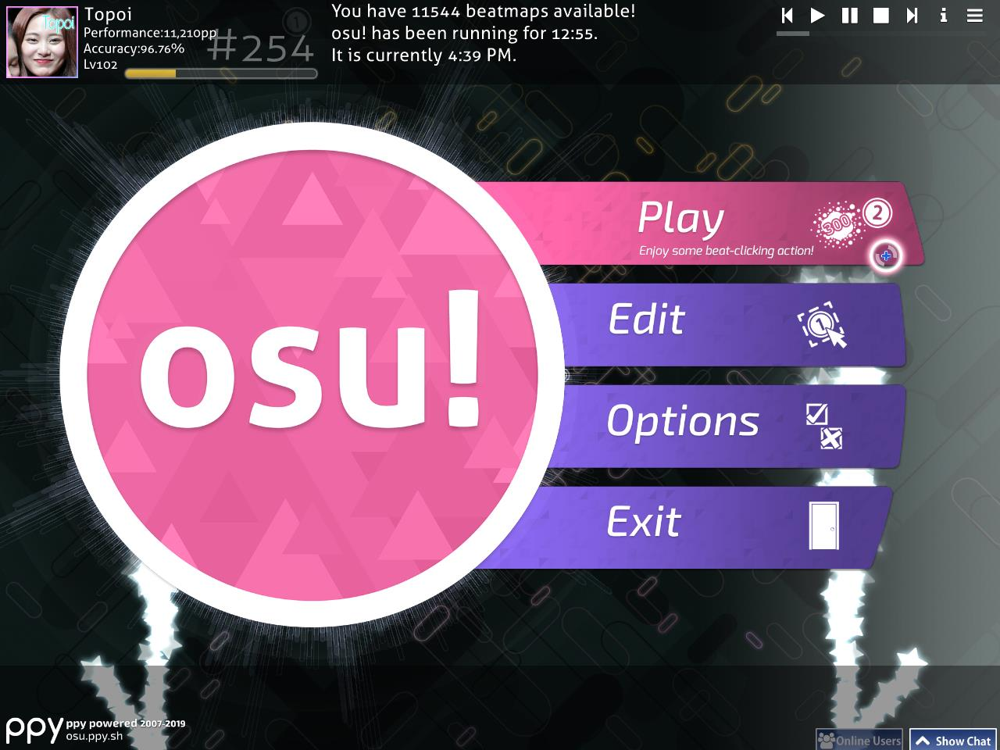 Topoi
Topoi
Performance:11,210pp
Accuracy:96.76%
Lv102
#254
1
You have 11544 beatmaps available!
osu! has been running for 12:55.
It is currently 4:39 PM.
osu!
Play
Enjoy some beat-clicking action!
300
2
Edit
1
Options
Exit
ppy
ppy powered 2007-2019
osu.ppy.sh
Online Users
Show Chat